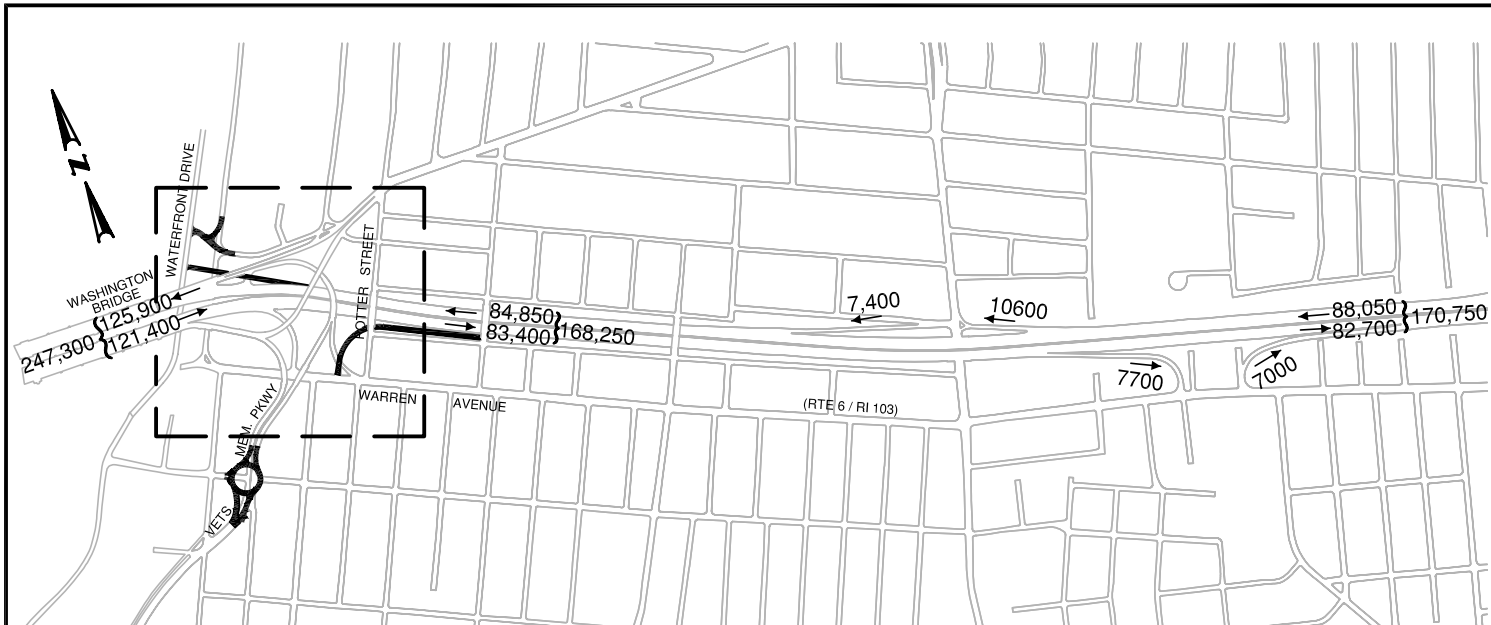 N
WATERFRONT DRIVE
WASHINGTON
BRIDGE
POTTER STREET
125,900
247,300
121,400
84,850
83,400
168,250
7,400
10600
88,050
82,700
170,750
7700
7000
WARREN AVENUE
(RTE 6 / RI 103)
VETS MEM. PKWY